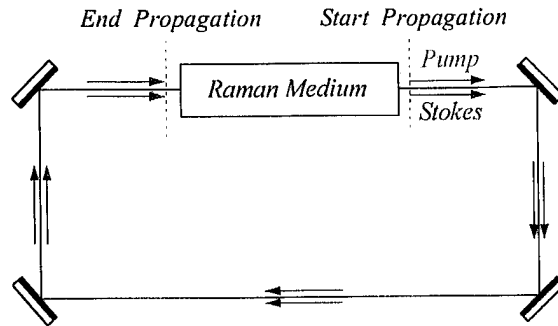 End Propagation
Start Propagation
Raman Medium
Pump
Stokes